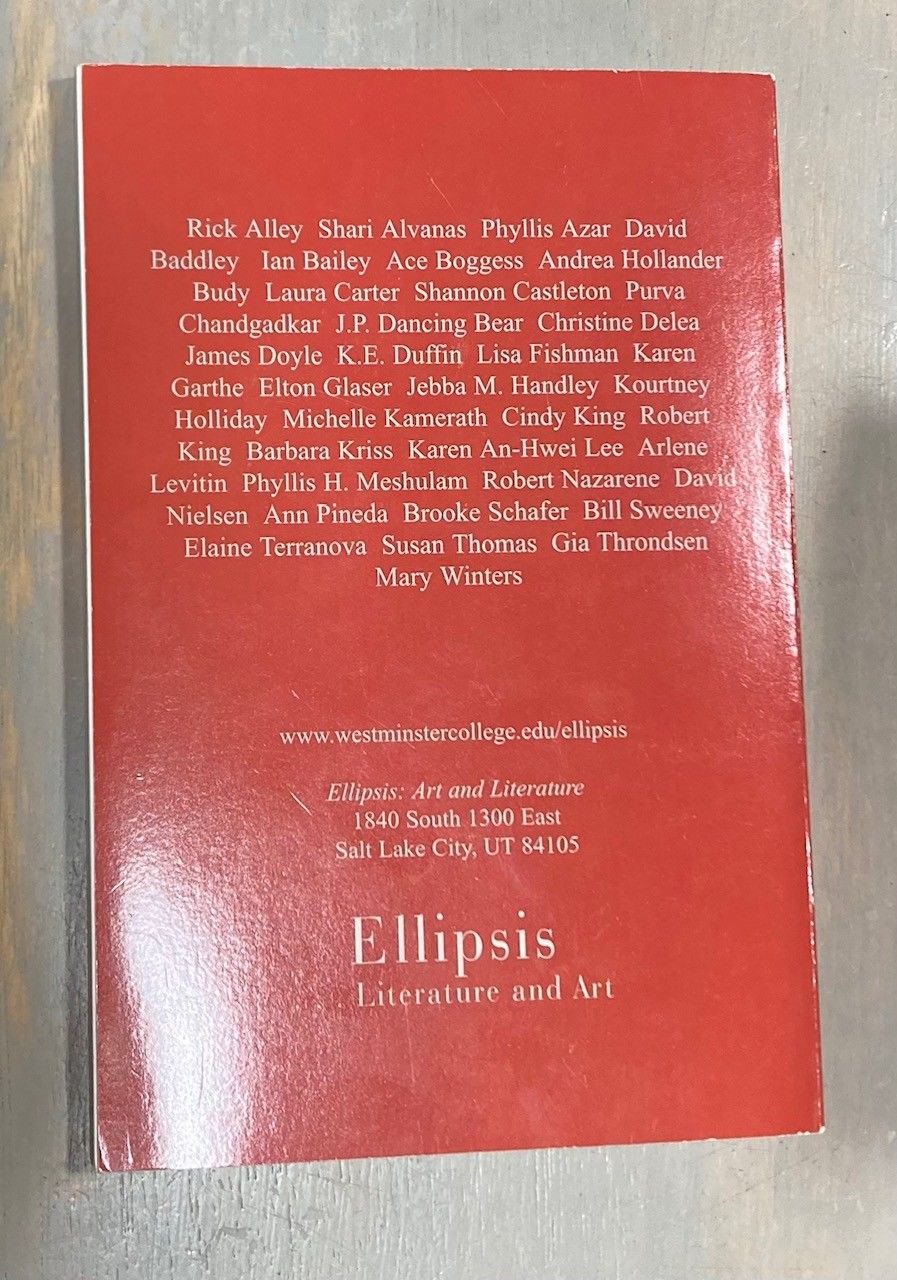 Rick Alley Shari Alvanas Phyllis Azar David
Baddley Ian Bailey Ace Boggess Andrea Hollander
Budy Laura Carter Shannon Castleton Purva
Chandgadkar J.P. Dancing Bear Christine Delea
James Doyle K.E. Duffin Lisa Fishman Karen
Garthe Elton Glaser Jebba M. Handley Kourtney
Holliday Michelle Kamerath Cindy King Robert
King Barbara Kriss Karen An-Hwei Lee Arlene
Levitin Phyllis H. Meshulam Robert Nazarene David
Nielsen Ann Pineda Brooke Schafer Bill Sweeney
Elaine Terranova Susan Thomas Gia Throndsen
Mary Winters
www.westminstercollege.edu/ellipsis
Ellipsis: Art and Literature
1840 South 1300 East
Salt Lake City, UT 84105
Ellipsis
Literature and Art